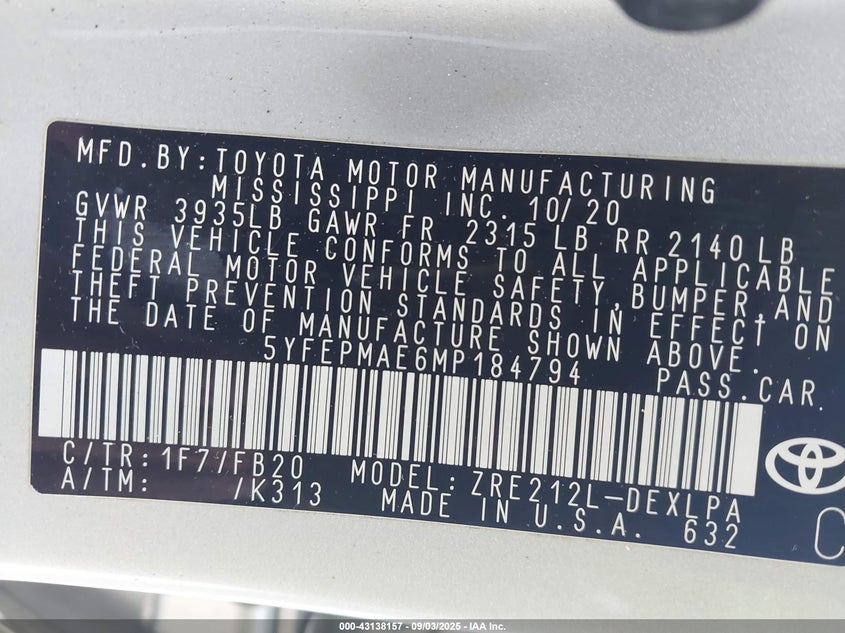 MFD.BY:TOYOTA MOTOR MANUFACTURING
MISSISSIPPI INC. 10/20
GVWR 3935LB GAWR FR 2315 LB RR 2140 LB
THIS VEHICLE CONFORMS TO ALL APPLICABLE
FEDERAL MOTOR VEHICLE SAFETY,BUMPER,AND
THEFT PREVENTION STANDARDS IN EFFECT ON
THE DATE OF MANUFACTURE SHOWN ABOVE.
5YFEPMAE6MP184794 PASS.CAR.
C/TR:1F7/FB20 MODEL:ZRE212L-DEXLPA
A/TM: /K313 MADE IN U.S.A. 632
C
000-43138157 - 09/03/2025 - IAA Inc.